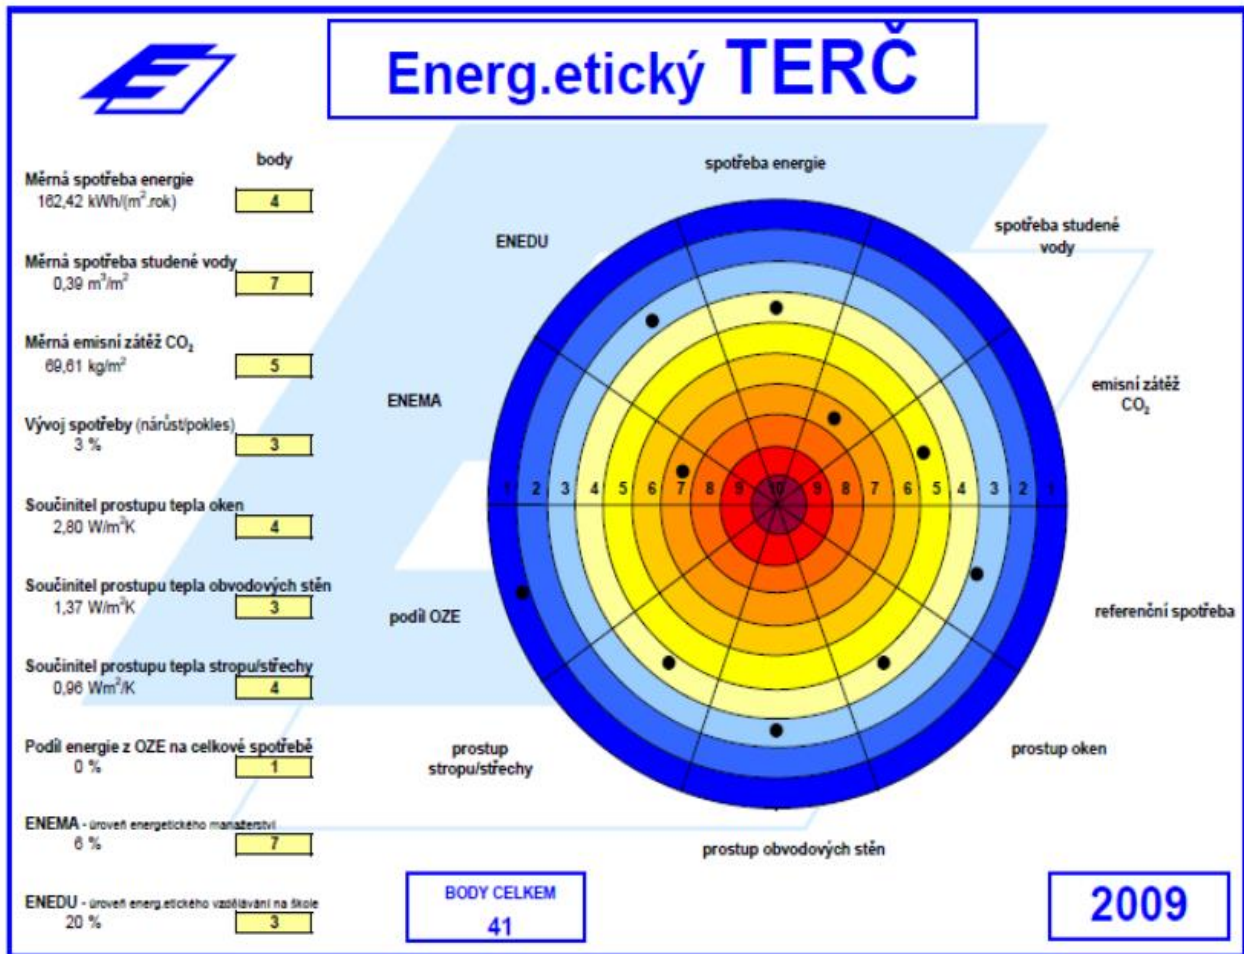 E
Energ.etický TERČ
body
Měrná spotřeba energie
162,42 kWh/(m².rok)
4
Měrná spotřeba studené vody
0,39 m³/m²
7
Měrná emisní zátěž CO₂
69,61 kg/m²
5
Vývoj spotřeby (nárůst/pokles)
3 %
3
Součinitel prostupu tepla oken
2,80 W/m²K
4
Součinitel prostupu tepla obvodových stěn
1,37 W/m²K
3
Součinitel prostupu tepla stropu/střechy
0,96 Wm²/K
4
Podíl energie z OZE na celkové spotřebě
0 %
1
ENEMA - úroveň energetického manažerství
6 %
7
ENEDU - úroveň energ.etického vzdělávání na škole
20 %
3
spotřeba energie
spotřeba studené
vody
emisní zátěž
CO₂
referenční spotřeba
prostup oken
prostup obvodových stěn
prostup
stropu/střechy
podíl OZE
ENEMA
ENEDU
1 2 3 4 5 6 7 8 9 10 9 8 7 6 5 4 3 2 1
BODY CELKEM
41
2009